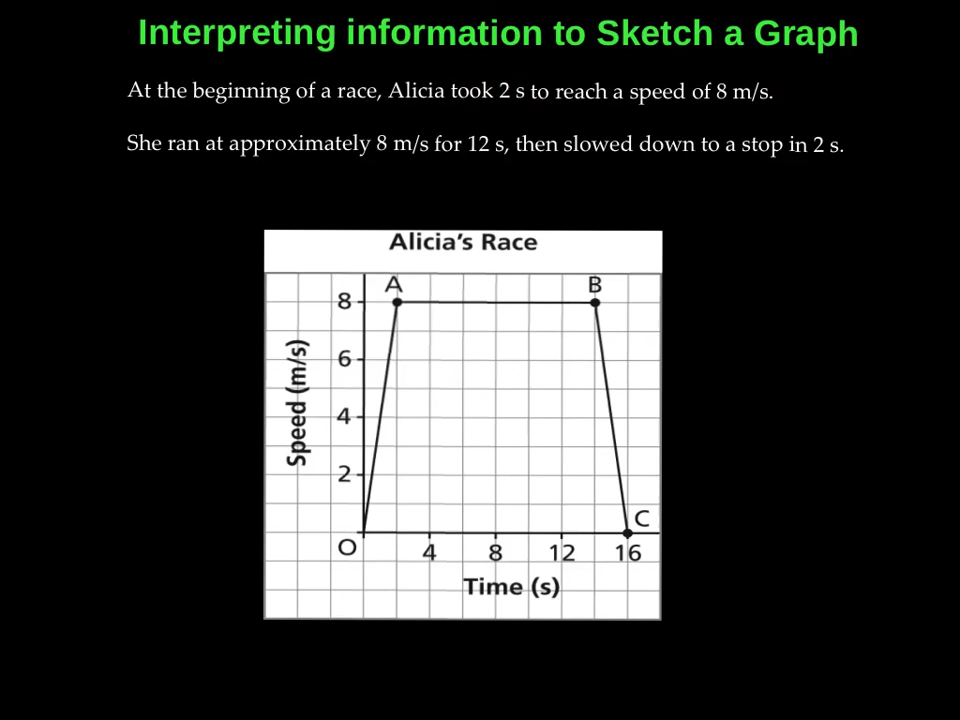 Interpreting information to Sketch a Graph
At the beginning of a race, Alicia took 2 s to reach a speed of 8 m/s.
She ran at approximately 8 m/s for 12 s, then slowed down to a stop in 2 s.
Alicia's Race
A
B
8
6
4
2
Speed (m/s)
C
O
4
8
12
16
Time (s)